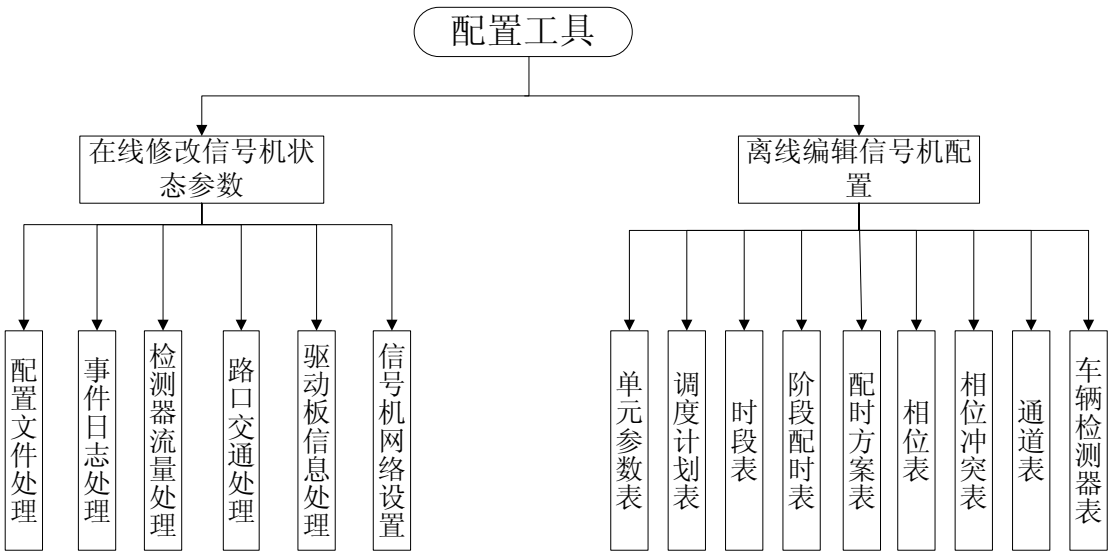 配置工具
在线修改信号机状
态参数
离线编辑信号机配
置
配置文件处理
事件日志处理
检测器流量处理
路口交通处理
驱动板信息处理
信号机网络设置
单元参数表
调度计划表
时段表
阶段配时表
配时方案表
相位表
相位冲突表
通道表
车辆检测器表